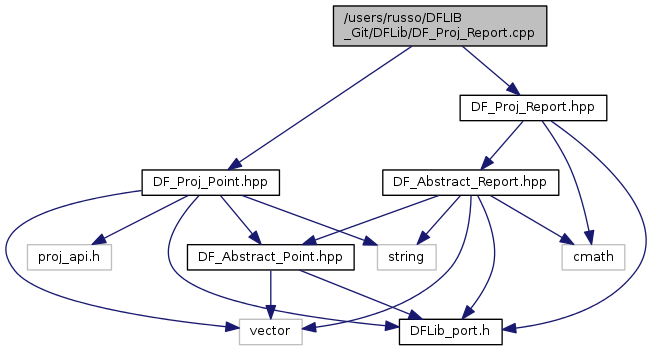 /users/russo/DFLIB
_Git/DFLib/DF_Proj_Report.cpp
DF_Proj_Report.hpp
DF_Proj_Point.hpp
DF_Abstract_Report.hpp
proj_api.h
DF_Abstract_Point.hpp
string
cmath
vector
DFLib_port.h